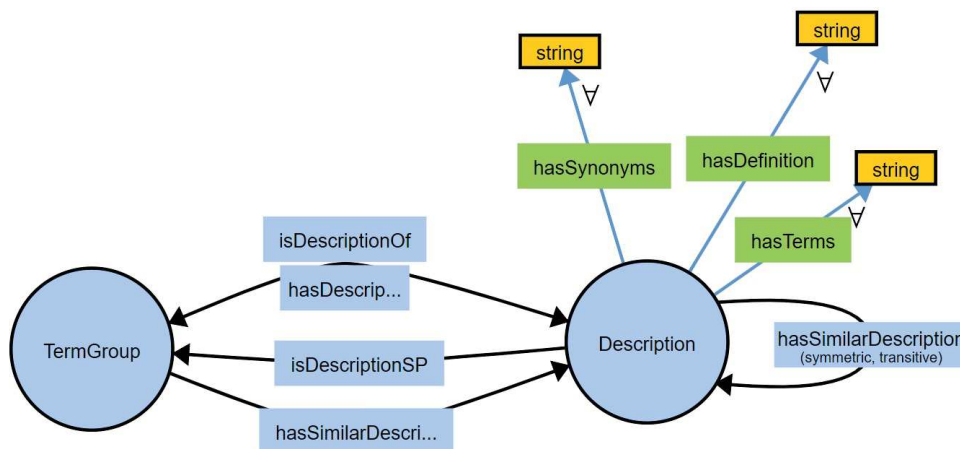 string
string
∀
∀
hasSynonyms
hasDefinition
string
∀
hasTerms
isDescriptionOf
hasDescrip...
TermGroup
isDescriptionSP
hasSimilarDescri...
Description
hasSimilarDescription
(symmetric, transitive)